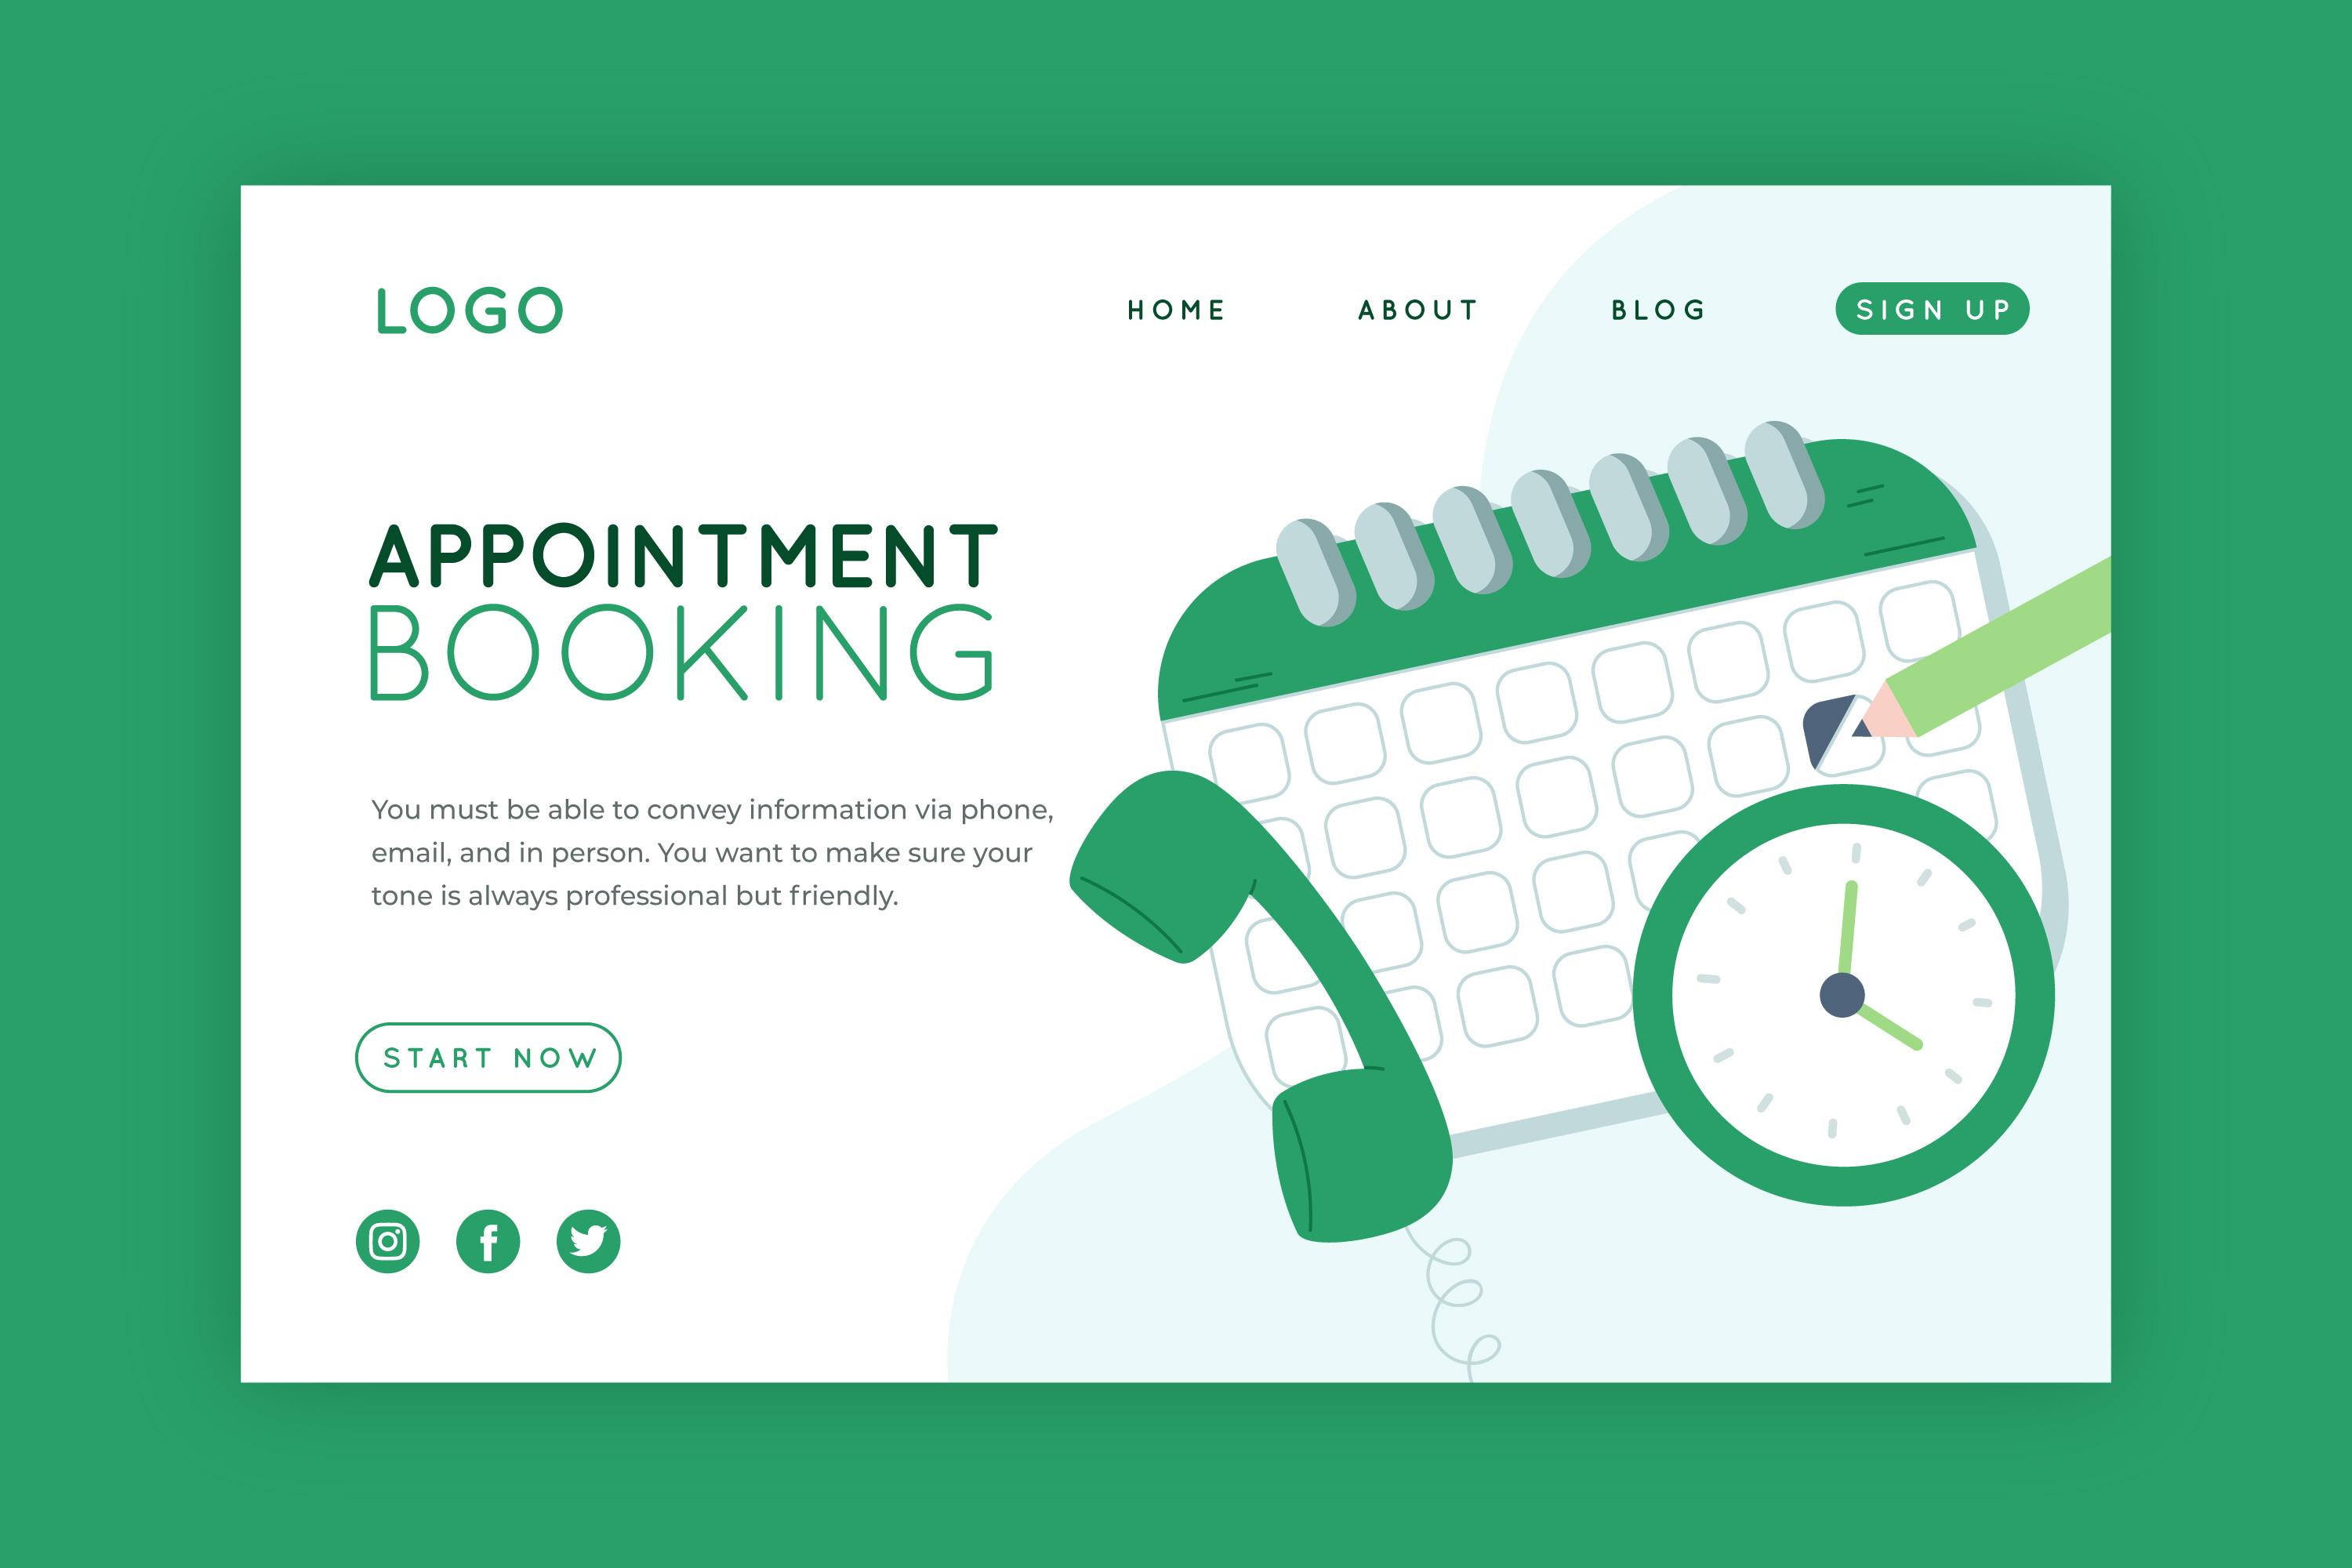 LOGO
HOME
ABOUT
BLOG
SIGN UP
APPOINTMENT
BOOKING
You must be able to convey information via phone,
email, and in person. You want to make sure your
tone is always professional but friendly.
START NOW